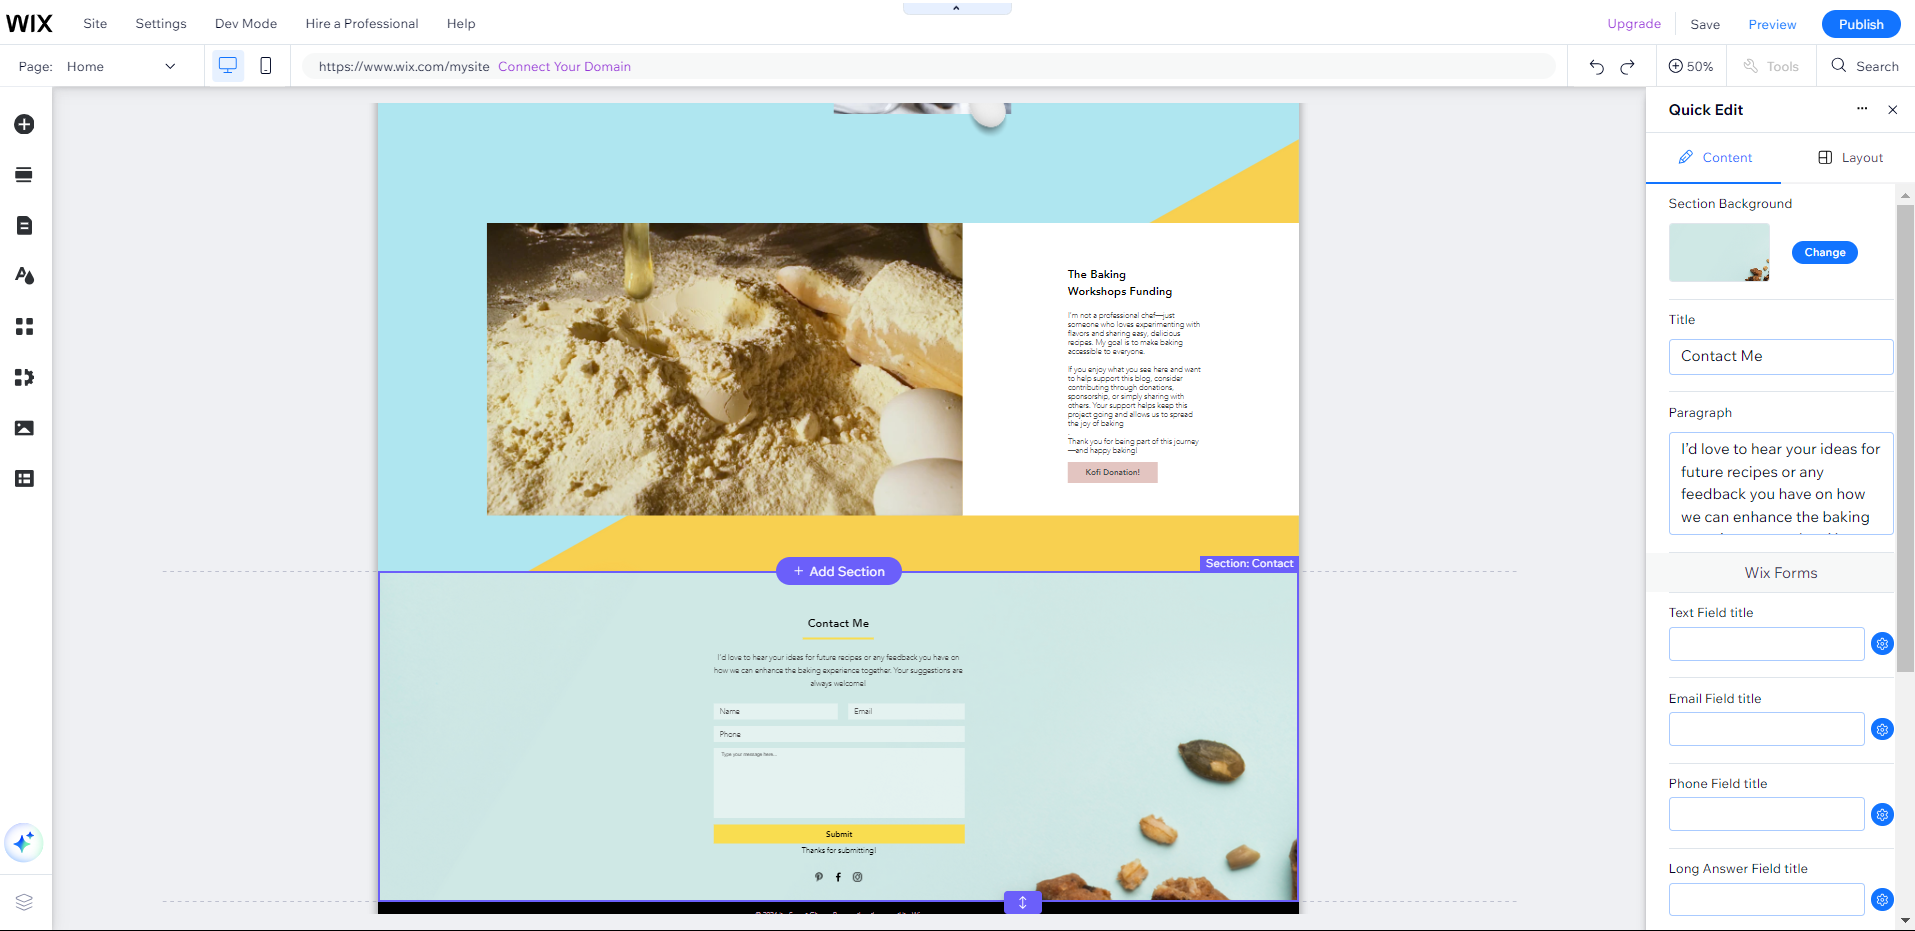 WIX Site Settings Dev Mode Hire a Professional Help Upgrade Save Preview Publish
Page: Home https://www.wix.com/mysite Connect Your Domain 50% Tools Search
Quick Edit
Content Layout
Section Background
Change
Title
Contact Me
Paragraph
I'd love to hear your ideas for
future recipes or any
feedback you have on how
we can enhance the baking
Wix Forms
Text Field title
Email Field title
Phone Field title
Long Answer Field title
The Baking
Workshops Funding
I'm not a professional chef—just
someone who loves experimenting with
flavors and sharing easy, delicious
recipes. My goal is to make baking
accessible to everyone.
If you enjoy what you see here and want
to help support this blog, consider
contributing through donations,
sponsorship, or simply sharing with
others. Your support helps keep this
project going and allows us to spread
the joy of baking
Thank you for being part of this journey
—and happy baking!
Kofi Donation!
+ Add Section
Section: Contact
Contact Me
I'd love to hear your ideas for future recipes or any feedback you have on
how we can enhance the baking experience together. Your suggestions are
always welcome!
Name Email
Phone
Type your message here...
Submit
Thanks for submitting!